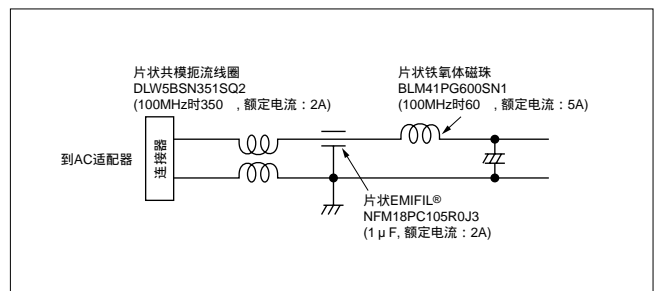 片状共模扼流线圈
DLW5BSN351SQ2
(100MHz时350 , 额定电流：2A)
片状铁氧体磁珠
BLM41PG600SN1
(100MHz时60 , 额定电流：5A)
到AC适配器
连接器
片状EMIFIL®
NFM18PC105R0J3
(1 μ F, 额定电流：2A)